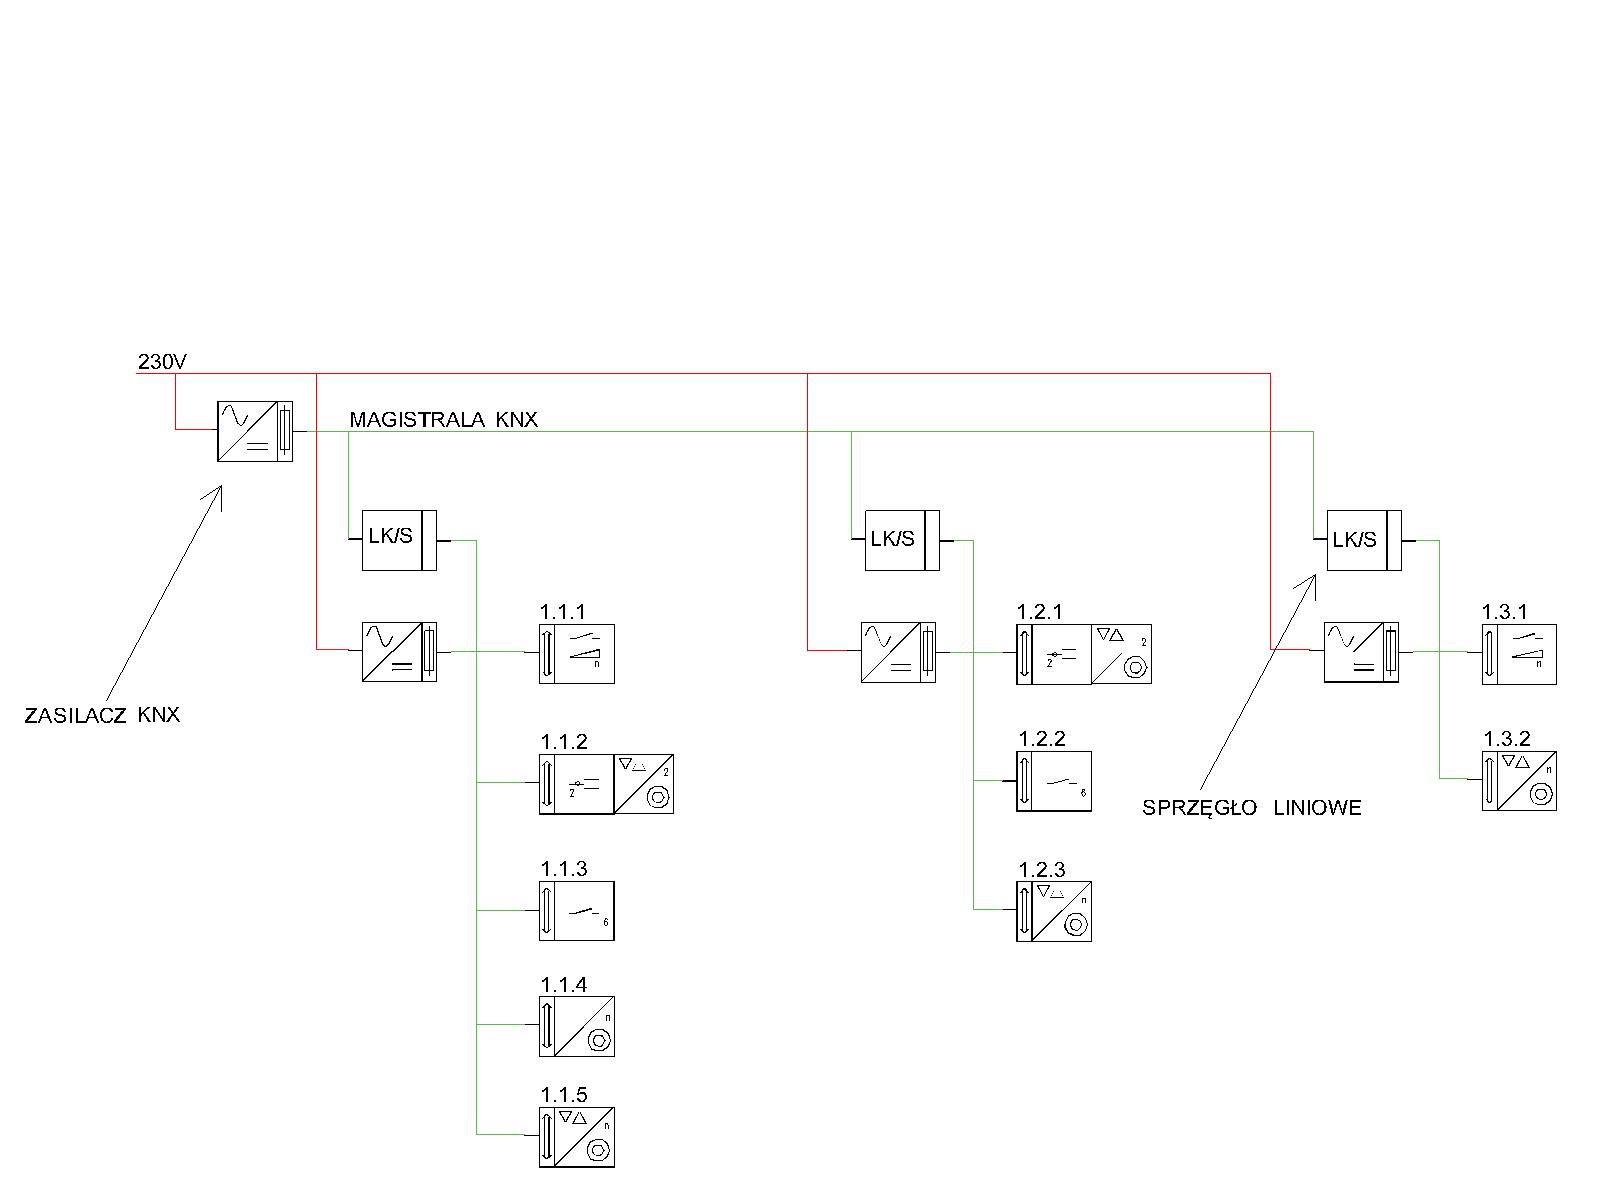 230V
MAGISTRALA KNX
LK/S
LK/S
LK/S
1.1.1
n
1.2.1
2
2
1.3.1
n
ZASILACZ KNX
1.1.2
2
2
1.2.2
6
1.3.2
n
SPRZĘGŁO LINIOWE
1.1.3
6
1.2.3
n
1.1.4
n
1.1.5
n